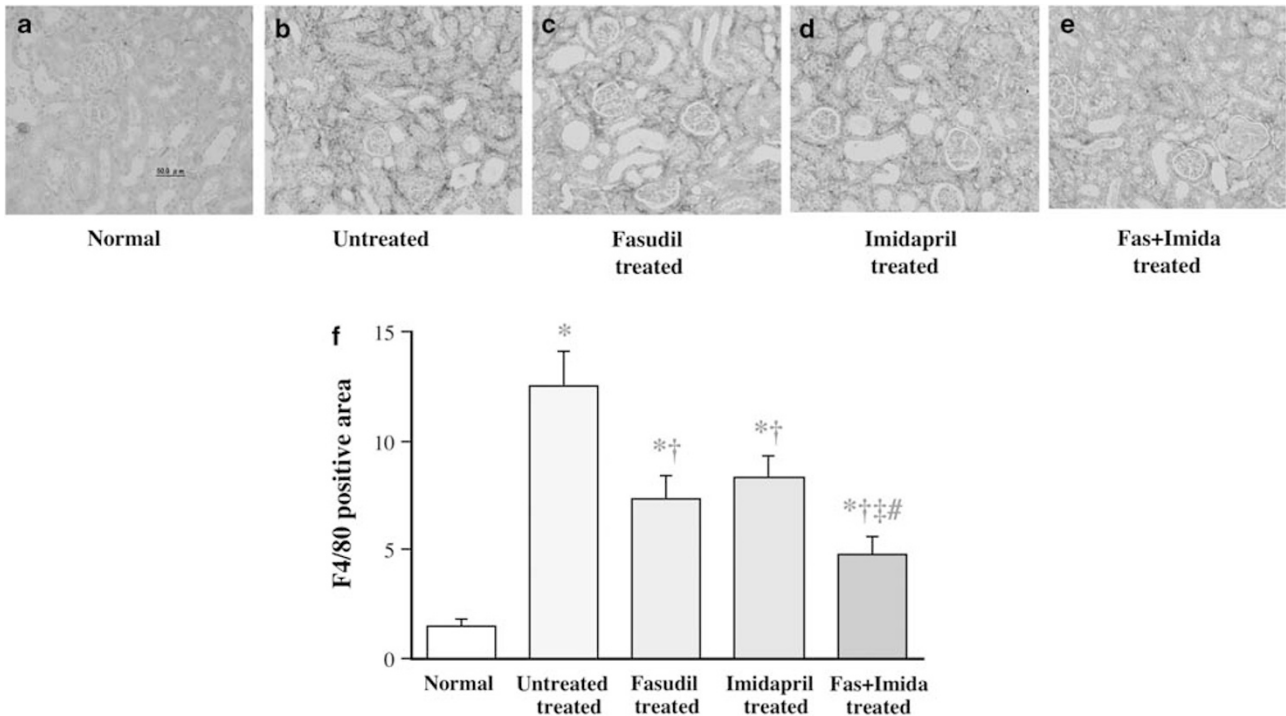 a
b
c
d
e
50.0 μm
Normal
Untreated
Fasudil
treated
Imidapril
treated
Fas+Imida
treated
f
F4/80 positive area
15
10
5
0
*
*†
*†
*†‡#
Normal
Untreated
treated
Fasudil
treated
Imidapril
treated
Fas+Imida
treated